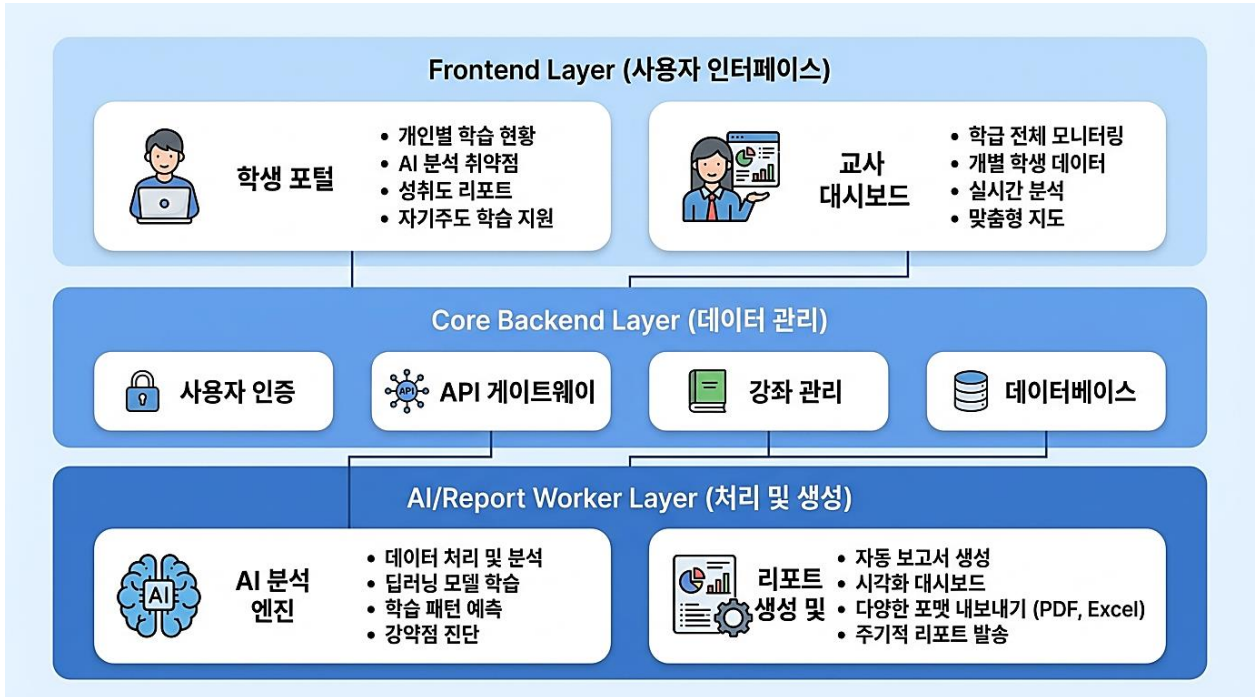 Frontend Layer (사용자 인터페이스)
학생 포털
• 개인별 학습 현황
• AI 분석 취약점
• 성취도 리포트
• 자기주도 학습 지원
교사
대시보드
• 학급 전체 모니터링
• 개별 학생 데이터
• 실시간 분석
• 맞춤형 지도
Core Backend Layer (데이터 관리)
사용자 인증
API
API 게이트웨이
강좌 관리
데이터베이스
AI/Report Worker Layer (처리 및 생성)
AI
AI 분석
엔진
• 데이터 처리 및 분석
• 딥러닝 모델 학습
• 학습 패턴 예측
• 강약점 진단
리포트
생성 및
• 자동 보고서 생성
• 시각화 대시보드
• 다양한 포맷 내보내기 (PDF, Excel)
• 주기적 리포트 발송